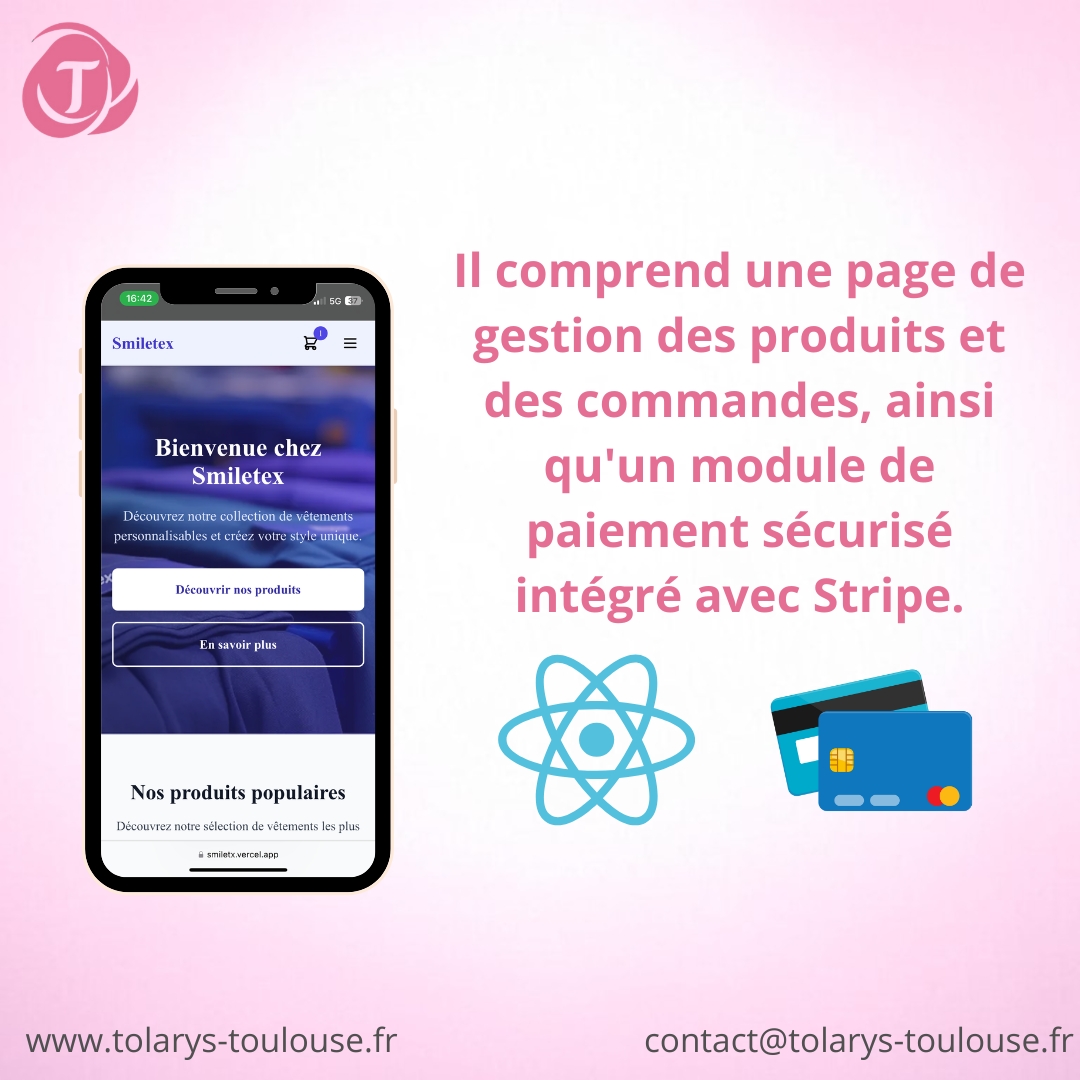 T
Il comprend une page de
gestion des produits et
des commandes, ainsi
qu'un module de
paiement sécurisé
intégré avec Stripe.
16:42
5G 37
Smiletex
1
Bienvenue chez
Smiletex
Découvrez notre collection de vêtements
personnalisables et créez votre style unique.
Découvrir nos produits
En savoir plus
Nos produits populaires
Découvrez notre sélection de vêtements les plus
smiletx.vercel.app
www.tolarys-toulouse.fr
contact@tolarys-toulouse.fr